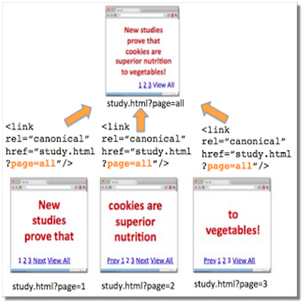 New studies
prove that
cookies are
superior nutrition
to vegetables!
1 2 3 View All
study.html?page=all
<link
rel="canonical"
href="study.html
?page=all"/>
<link
rel="canonical"
href="study.html
?page=all"/>
<link
rel="canonical"
href="study.html
?page=all"/>
New
studies
prove that
1 2 3 Next View All
study.html?page=1
cookies are
superior
nutrition
Prev 1 2 3 Next View All
study.html?page=2
to
vegetables!
Prev 1 2 3 View All
study.html?page=3